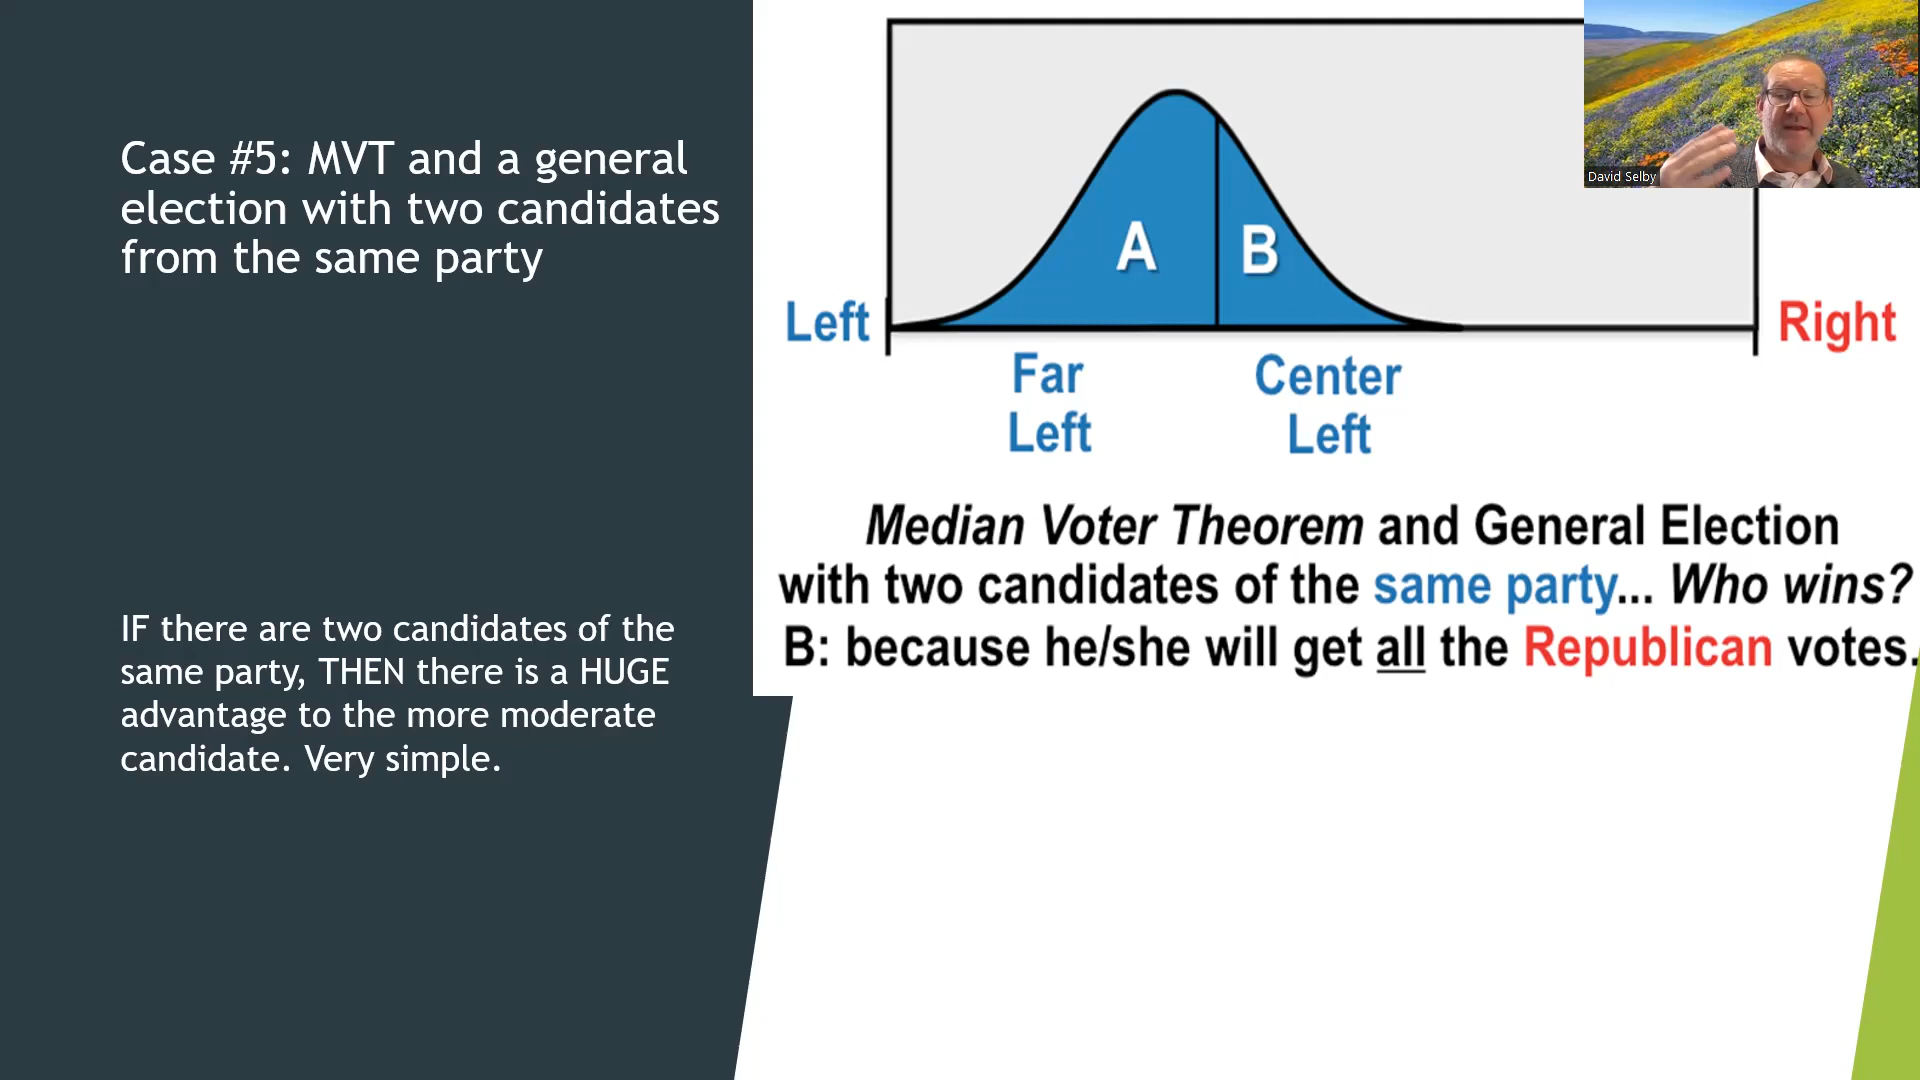 Case #5: MVT and a general
election with two candidates
from the same party
IF there are two candidates of the
same party, THEN there is a HUGE
advantage to the more moderate
candidate. Very simple.
A
B
Left
Right
Far
Left
Center
Left
Median Voter Theorem and General Election
with two candidates of the same party... Who wins?
B: because he/she will get all the Republican votes.
David Selby